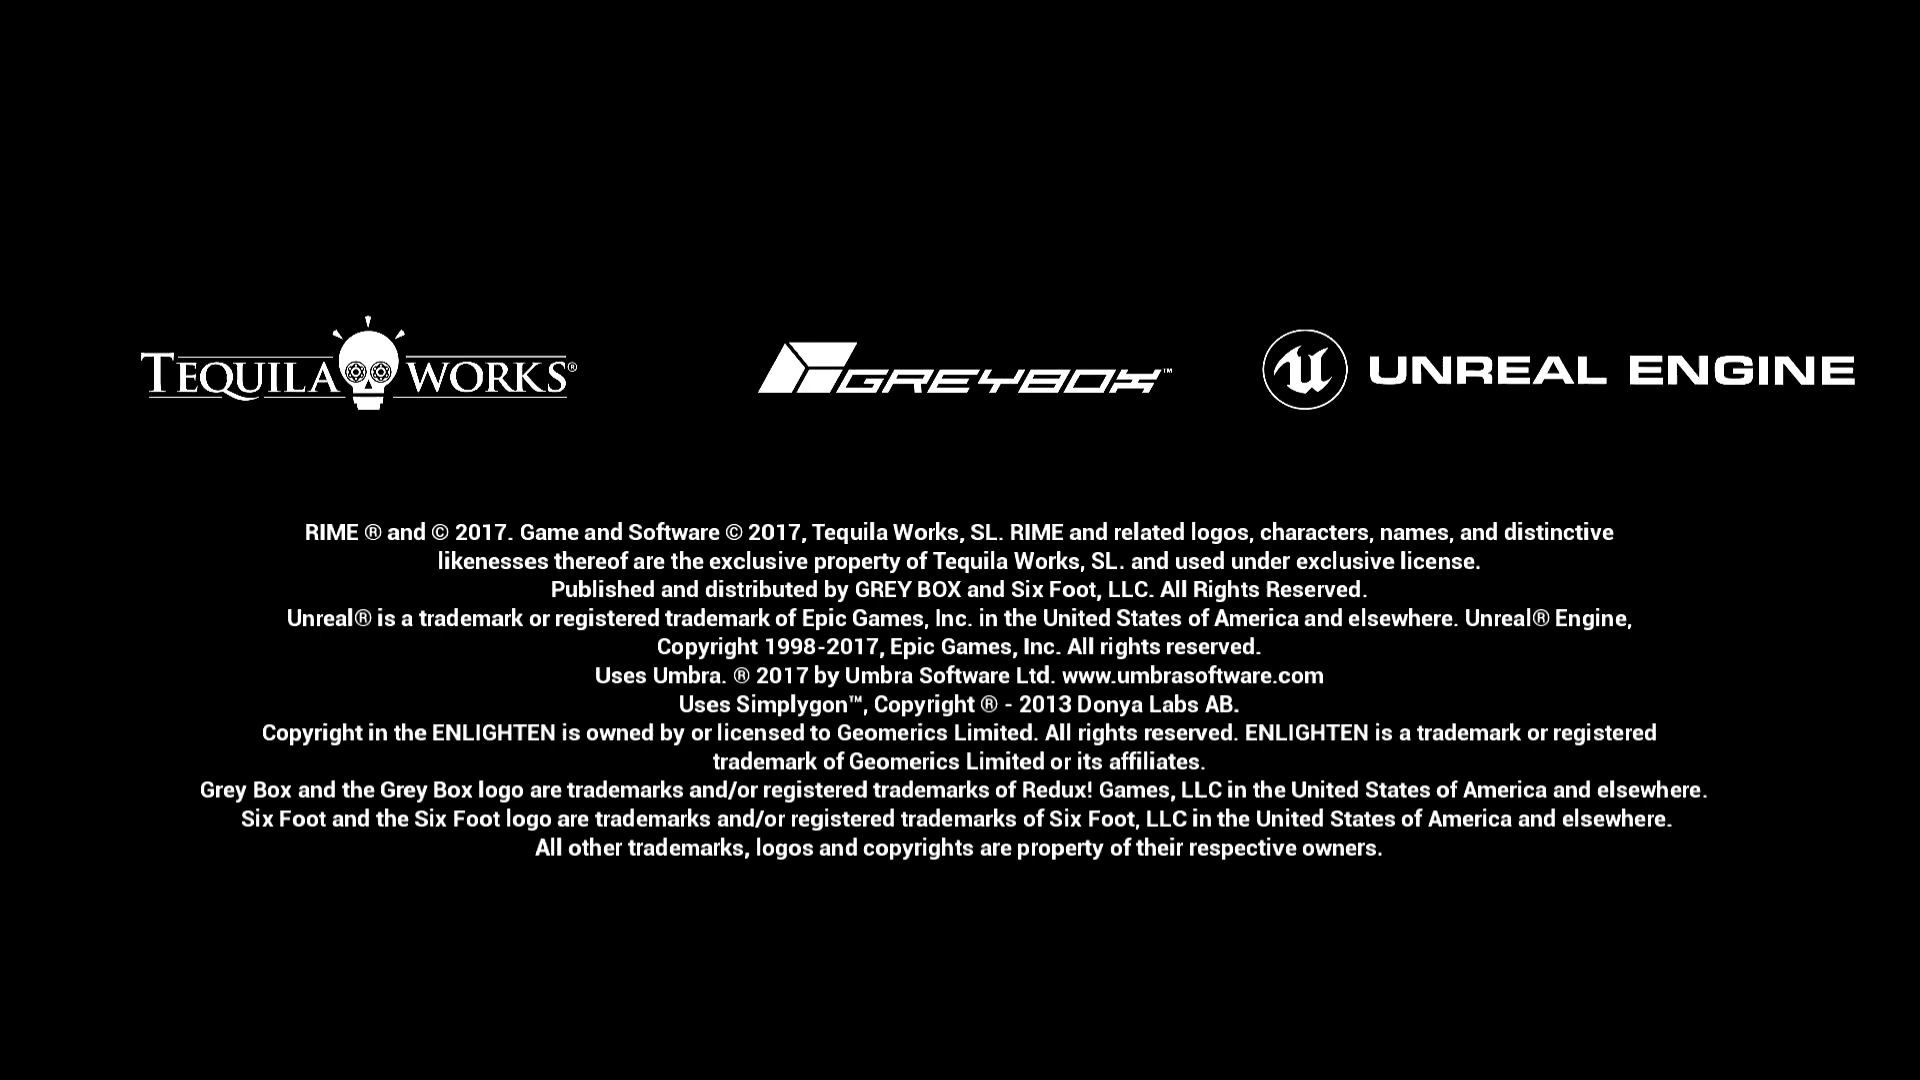 TEQUILA WORKS®
GREYBOX™
UNREAL ENGINE
RIME ® and © 2017. Game and Software © 2017, Tequila Works, SL. RIME and related logos, characters, names, and distinctive
likenesses thereof are the exclusive property of Tequila Works, SL. and used under exclusive license.
Published and distributed by GREY BOX and Six Foot, LLC. All Rights Reserved.
Unreal® is a trademark or registered trademark of Epic Games, Inc. in the United States of America and elsewhere. Unreal® Engine,
Copyright 1998-2017, Epic Games, Inc. All rights reserved.
Uses Umbra. ® 2017 by Umbra Software Ltd. www.umbrasoftware.com
Uses Simplygon™, Copyright ® - 2013 Donya Labs AB.
Copyright in the ENLIGHTEN is owned by or licensed to Geomerics Limited. All rights reserved. ENLIGHTEN is a trademark or registered
trademark of Geomerics Limited or its affiliates.
Grey Box and the Grey Box logo are trademarks and/or registered trademarks of Redux! Games, LLC in the United States of America and elsewhere.
Six Foot and the Six Foot logo are trademarks and/or registered trademarks of Six Foot, LLC in the United States of America and elsewhere.
All other trademarks, logos and copyrights are property of their respective owners.